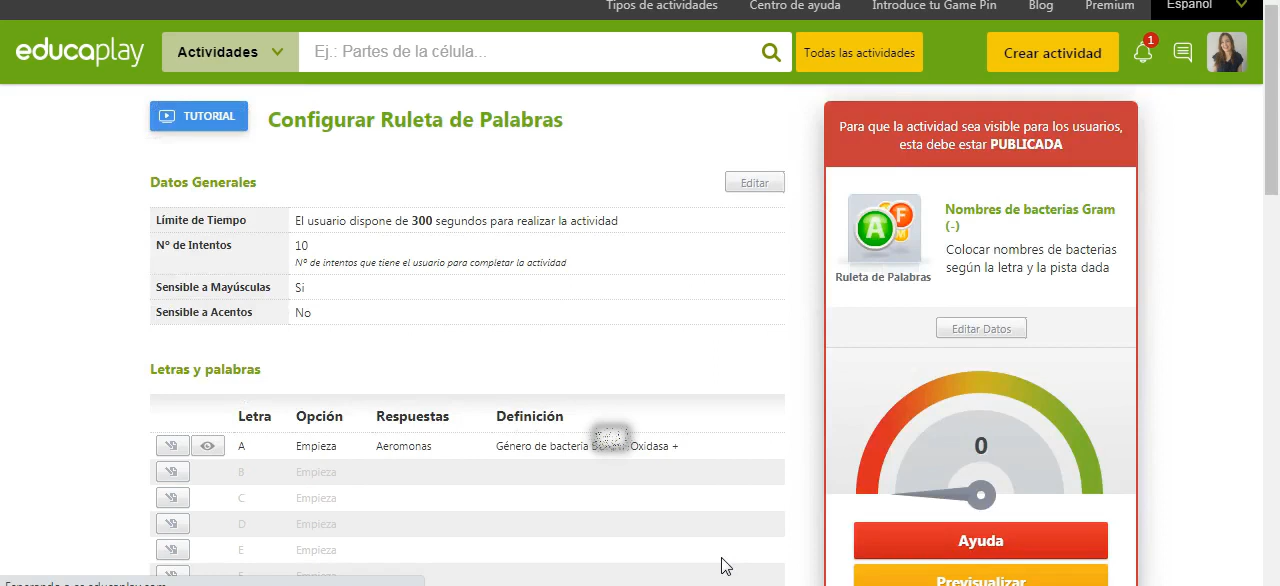 Tipos de actividades Centro de ayuda Introduce tu Game Pin Blog Premium Español
educaplay Actividades Ej.: Partes de la célula... Todas las actividades Crear actividad 1
TUTORIAL Configurar Ruleta de Palabras
Datos Generales Editar
Límite de Tiempo El usuario dispone de 300 segundos para realizar la actividad
Nº de Intentos 10
Nº de intentos que tiene el usuario para completar la actividad
Sensible a Mayúsculas Si
Sensible a Acentos No
Letras y palabras
Letra Opción Respuestas Definición
A Empieza Aeromonas Género de bacteria Oxidasa +
B Empieza
C Empieza
D Empieza
E Empieza
Para que la actividad sea visible para los usuarios,
esta debe estar PUBLICADA
A F M
Ruleta de Palabras
Nombres de bacterias Gram
(-)
Colocar nombres de bacterias
según la letra y la pista dada
Editar Datos
0
Ayuda
Previsualizar